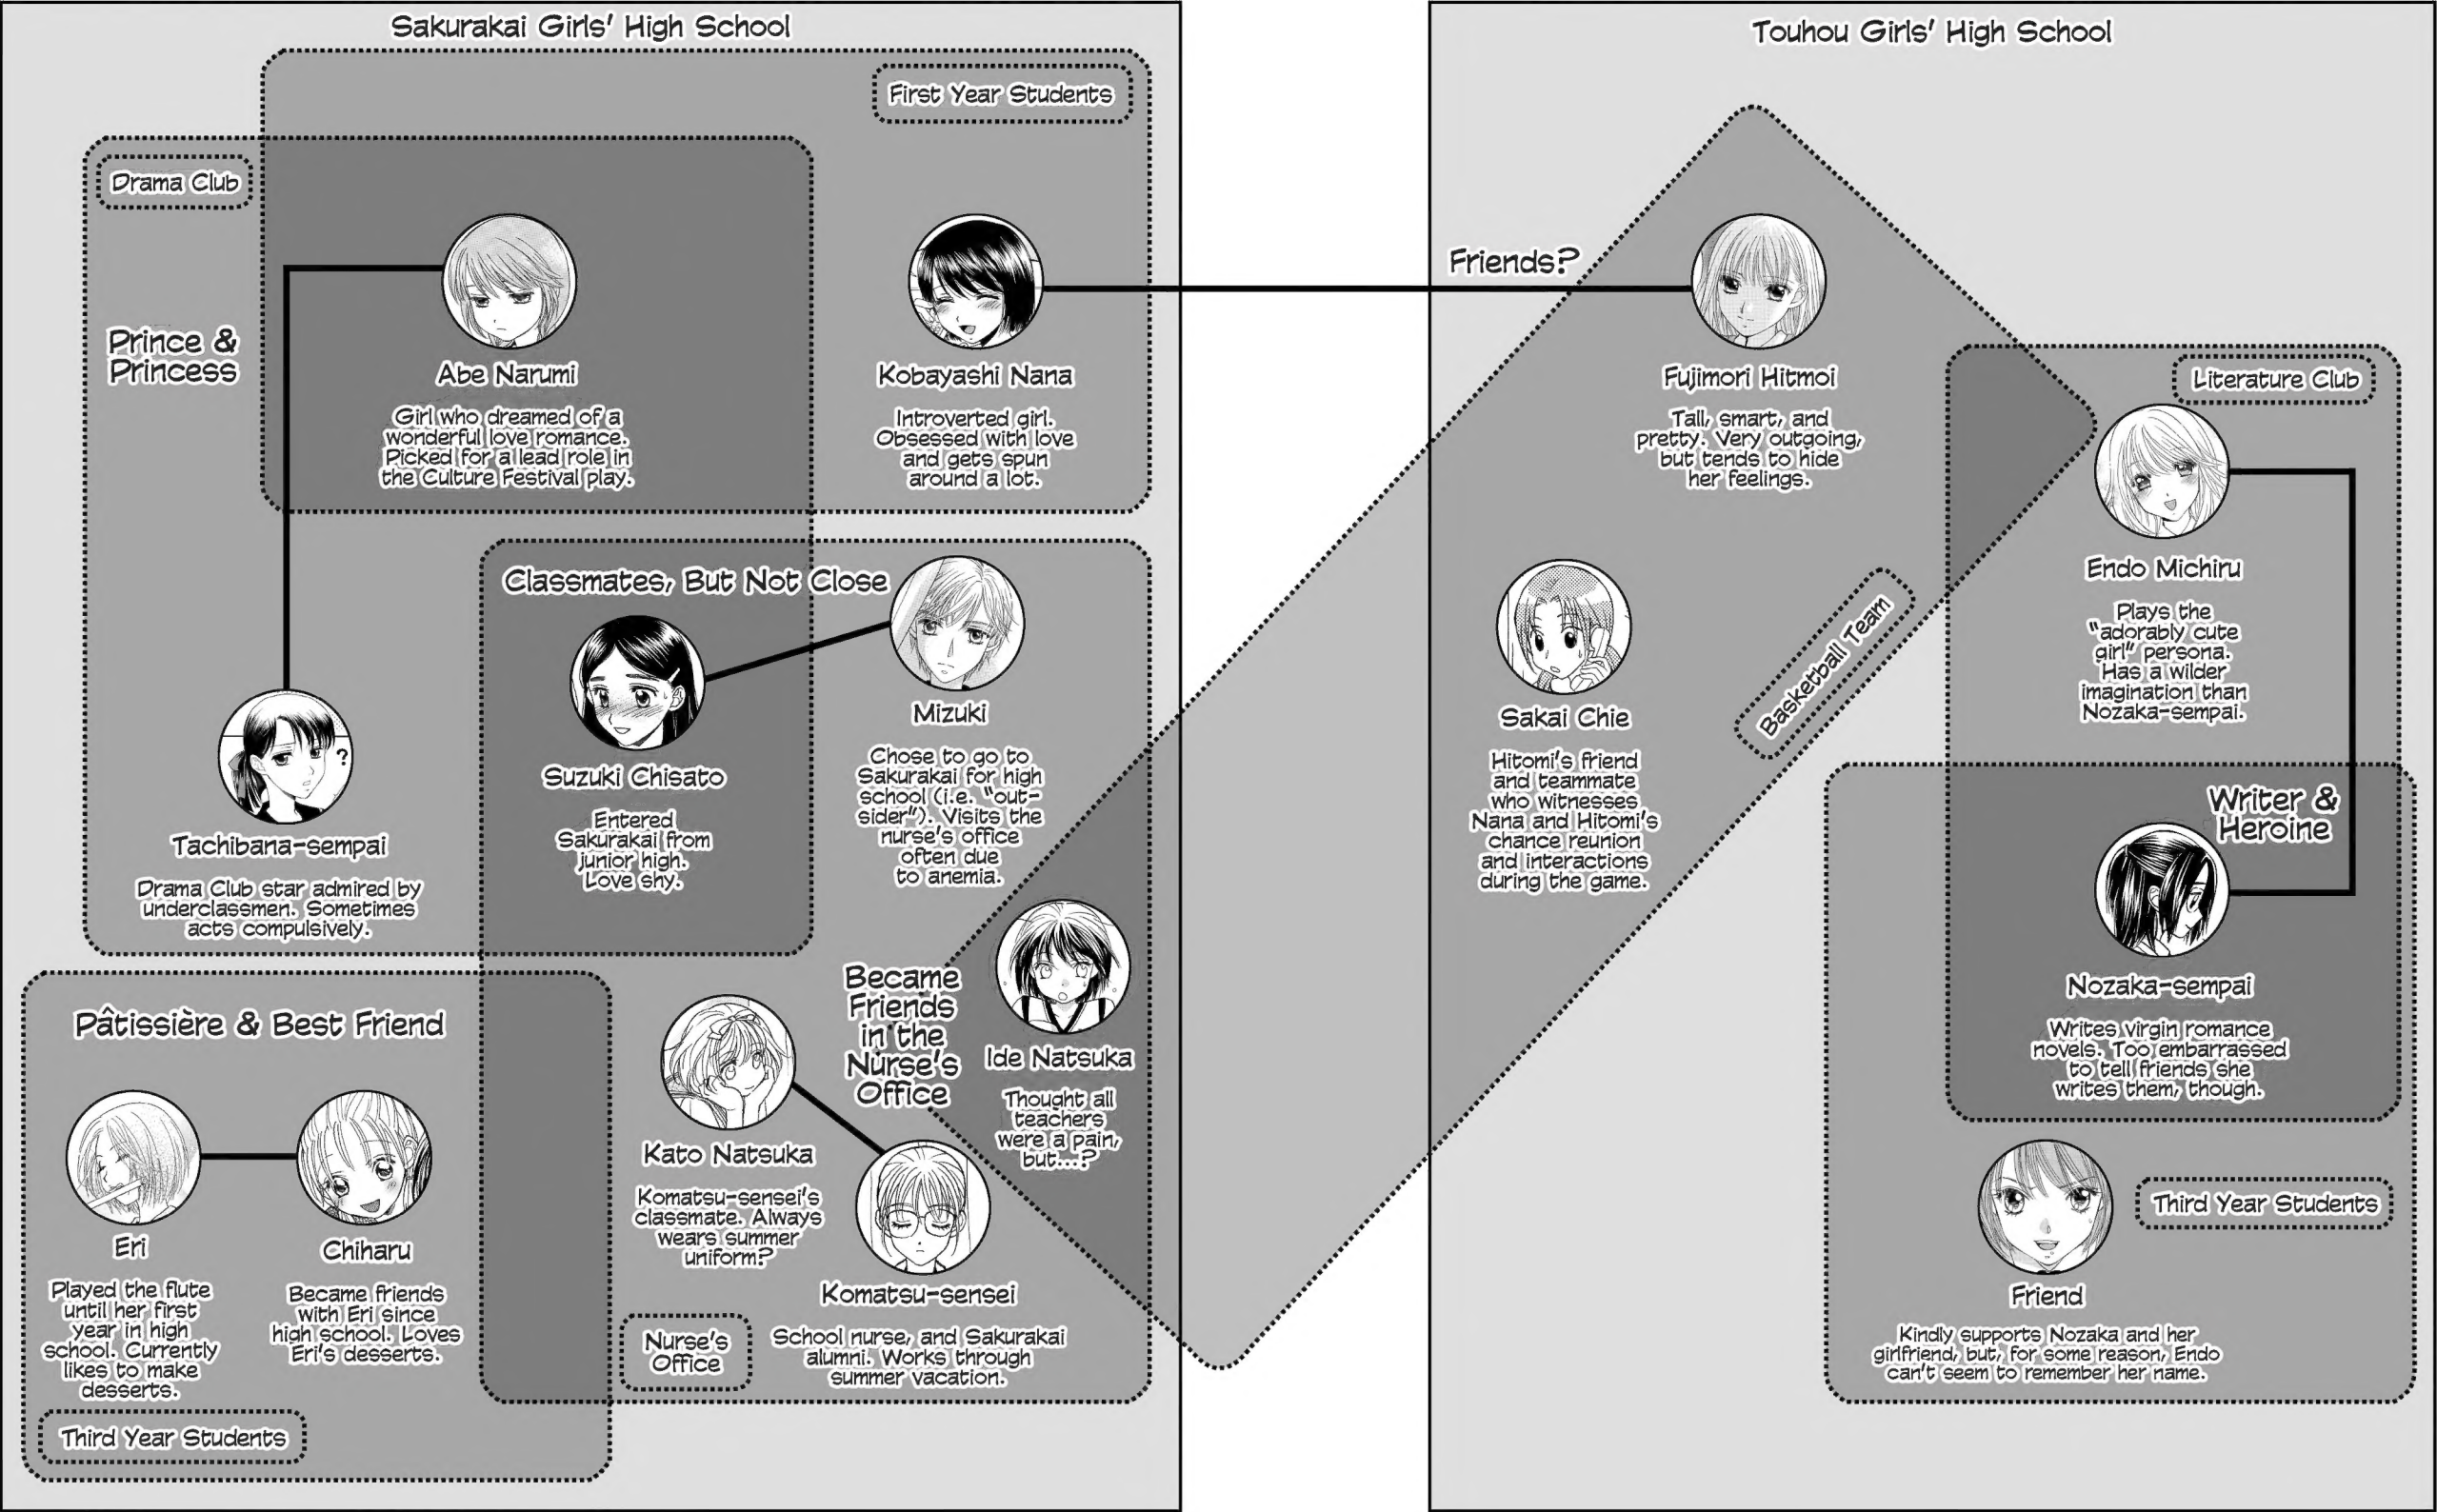 Sakurakai Girls' High School
First Year Students
Drama Club
Prince &
Princess
Abe Narumi
Girl who dreamed of a
wonderful love romance.
Picked for a lead role in
the Culture Festival play.
Kobayashi Nana
Introverted girl.
Obsessed with love
and gets spun
around a lot.
Classmates, But Not Close
Suzuki Chisato
Entered
Sakurakai from
junior high.
Love shy.
Mizuki
Chose to go to
Sakurakai for high
school (i.e. "out-
sider"). Visits the
nurse's office
often due
to anemia.
?
Tachibana-sempai
Drama Club star admired by
underclassmen. Sometimes
acts compulsively.
Pâtissière & Best Friend
Eri
Played the flute
until her first
year in high
school. Currently
likes to make
desserts.
Chiharu
Became friends
with Eri since
high school. Loves
Eri's desserts.
Third Year Students
Became
Friends
in the
Nurse's
Office
Kato Natsuka
Komatsu-sensei's
classmate. Always
wears summer
uniform?
Ide Natsuka
Thought all
teachers
were a pain,
but...?
Komatsu-sensei
School nurse, and Sakurakai
alumni. Works through
summer vacation.
Nurse's
Office
Touhou Girls' High School
Friends?
Fujimori Hitmoi
Tall, smart, and
pretty. Very outgoing,
but tends to hide
her feelings.
Literature Club
Endo Michiru
Plays the
"adorably cute
girl" persona.
Has a wilder
imagination than
Nozaka-sempai.
Sakai Chie
Hitomi's friend
and teammate
who witnesses
Nana and Hitomi's
chance reunion
and interactions
during the game.
Basketball Team
Writer &
Heroine
Nozaka-sempai
Writes virgin romance
novels. Too embarrassed
to tell friends she
writes them, though.
Third Year Students
Friend
Kindly supports Nozaka and her
girlfriend, but, for some reason, Endo
can't seem to remember her name.